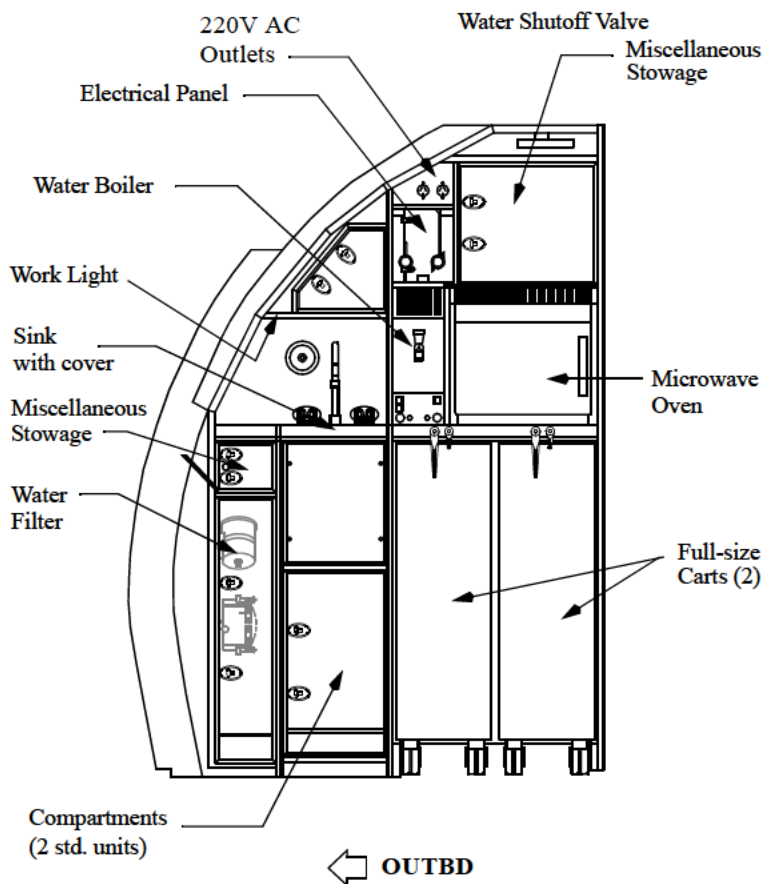 220V AC
Outlets
Water Shutoff Valve
Miscellaneous
Stowage
Electrical Panel
Water Boiler
Work Light
Sink
with cover
Miscellaneous
Stowage
Microwave
Oven
Water
Filter
Full-size
Carts (2)
Compartments
(2 std. units)
OUTBD